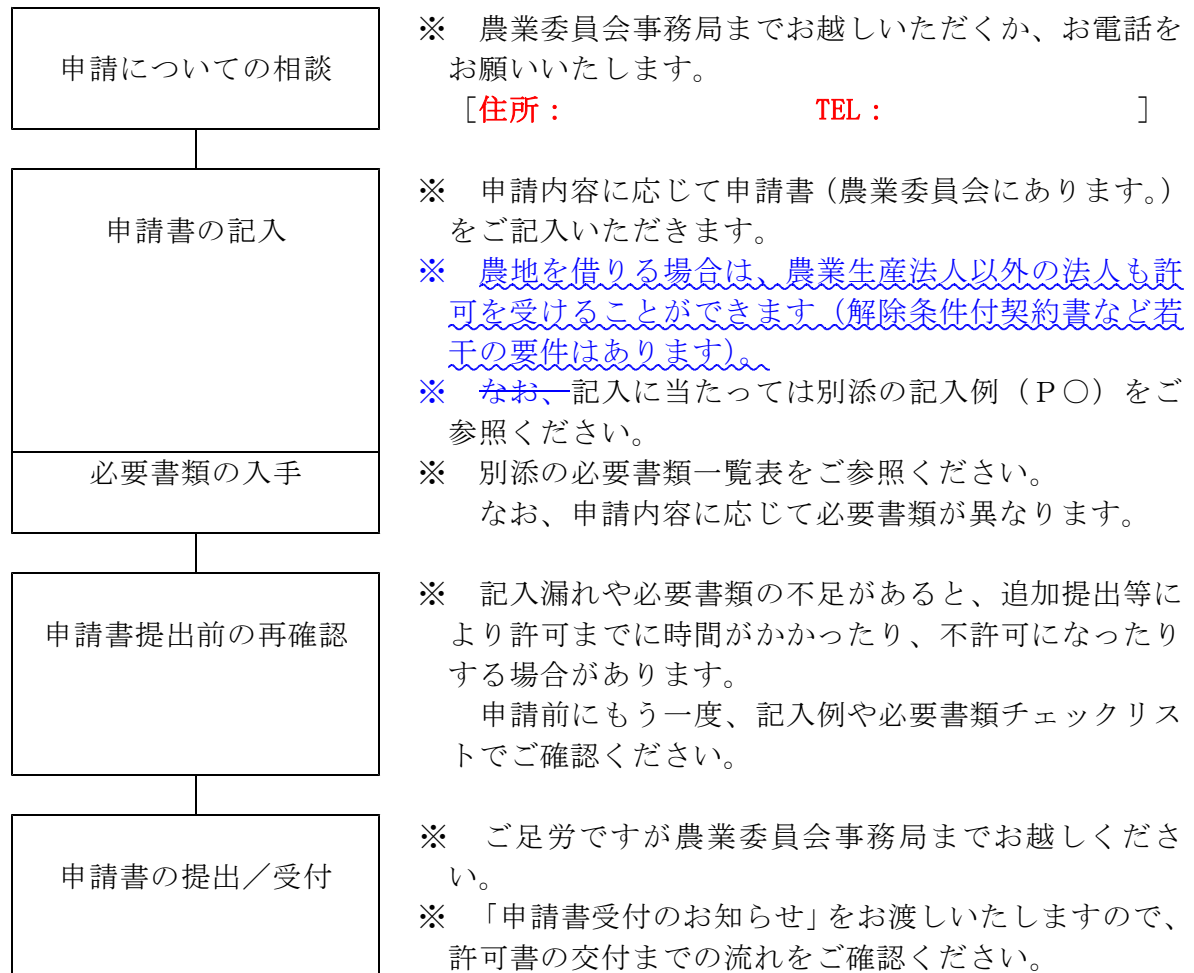 申請についての相談
※　農業委員会事務局までお越しいただくか、お電話を
お願いいたします。
［住所：　　　　　　　　　TEL：　　　　　　　　］
申請書の記入
※　申請内容に応じて申請書（農業委員会にあります。）
をご記入いただきます。
※　農地を借りる場合は、農業生産法人以外の法人も許
可を受けることができます（解除条件付契約書など若
干の要件はあります）。
※　なお、記入に当たっては別添の記入例（Ｐ○）をご
参照ください。
必要書類の入手
※　別添の必要書類一覧表をご参照ください。
なお、申請内容に応じて必要書類が異なります。
申請書提出前の再確認
※　記入漏れや必要書類の不足があると、追加提出等に
より許可までに時間がかかったり、不許可になったり
する場合があります。
申請前にもう一度、記入例や必要書類チェックリス
トでご確認ください。
申請書の提出／受付
※　ご足労ですが農業委員会事務局までお越しくださ
い。
※　「申請書受付のお知らせ」をお渡しいたしますので、
許可書の交付までの流れをご確認ください。